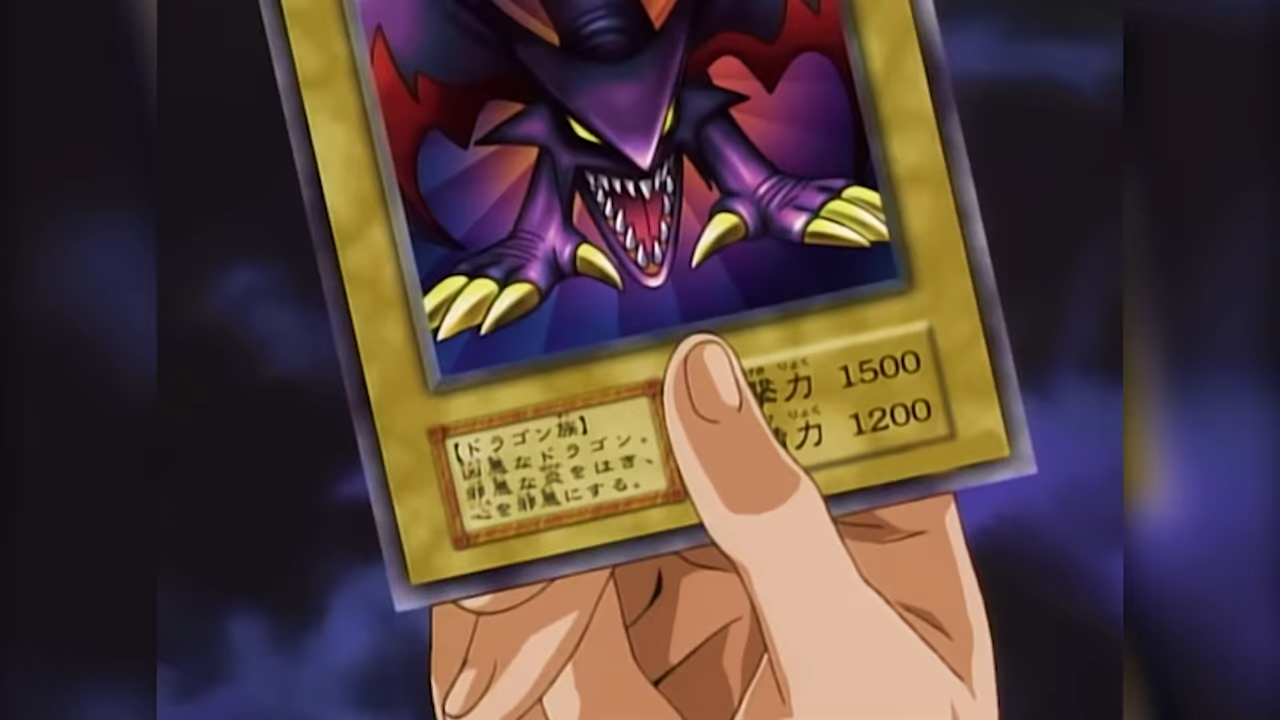 【ドラゴン族】
凶悪なドラゴン。
邪悪な霊をはき、
心を邪悪にする。
撃力 1500
力 1200